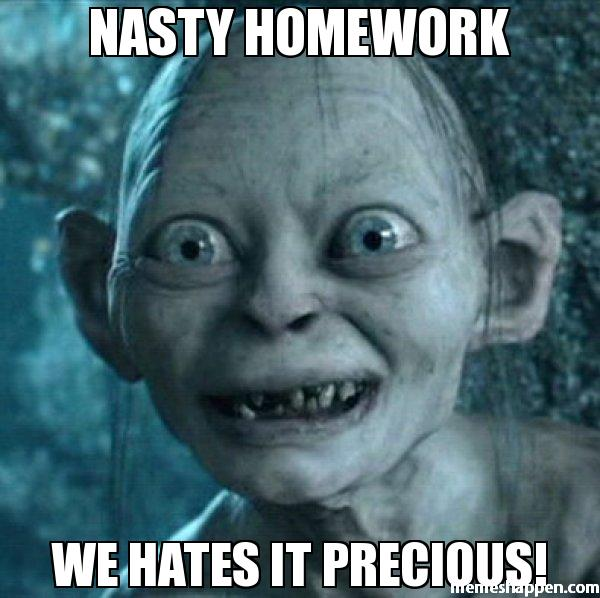 NASTY HOMEWORK
WE HATES IT PRECIOUS!
memeshappen.com